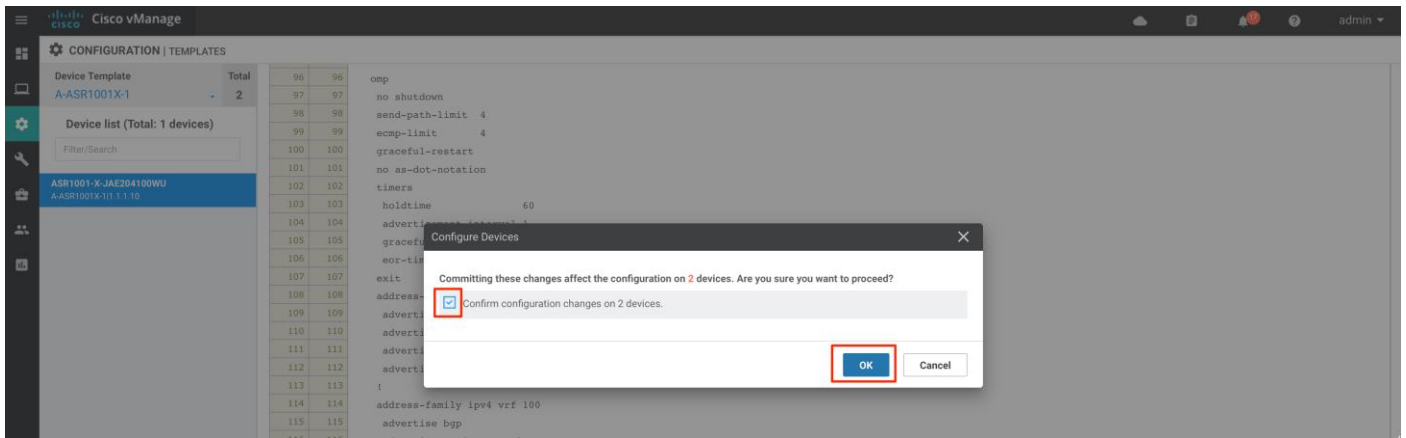 cisco Cisco vManage admin
CONFIGURATION | TEMPLATES
Device Template Total
A-ASR1001X-1 2
Device list (Total: 1 devices)
Filter/Search
ASR1001-X-JAE204100WU
A-ASR1001X-1|1.1.1.10
96 96 omp
97 97 no shutdown
98 98 send-path-limit 4
99 99 ecmp-limit 4
100 100 graceful-restart
101 101 no as-dot-notation
102 102 timers
103 103 holdtime 60
104 104
105 105
106 106
107 107 exit
108 108
109 109
110 110
111 111
112 112
113 113 !
114 114 address-family ipv4 vrf 100
115 115 advertise bgp
Configure Devices
Committing these changes affect the configuration on 2 devices. Are you sure you want to proceed?
Confirm configuration changes on 2 devices.
OK Cancel